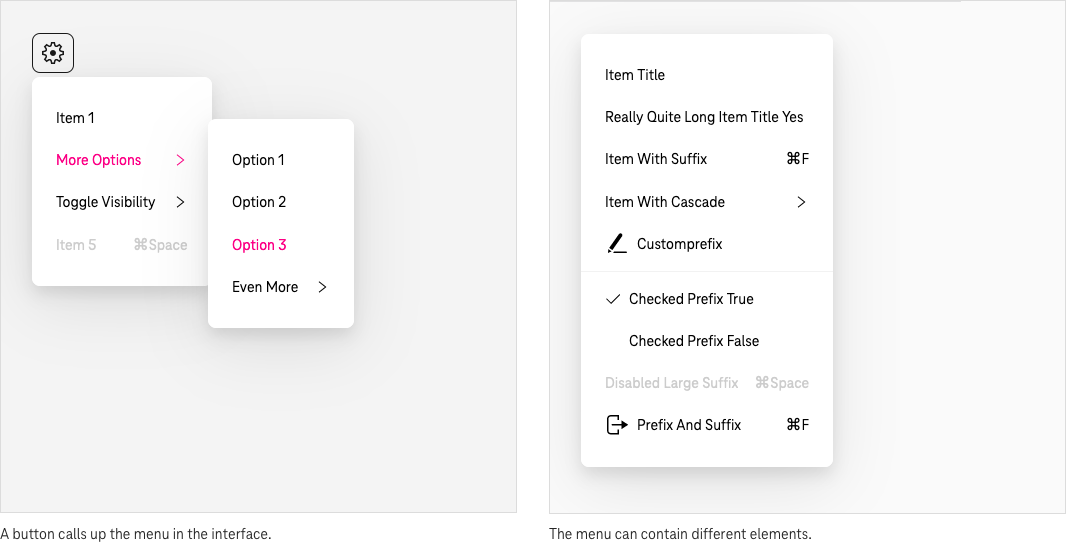 Item 1
More Options
Toggle Visibility
Item 5 ⌘Space
Option 1
Option 2
Option 3
Even More
A button calls up the menu in the interface.
Item Title
Really Quite Long Item Title Yes
Item With Suffix ⌘F
Item With Cascade
Customprefix
Checked Prefix True
Checked Prefix False
Disabled Large Suffix ⌘Space
Prefix And Suffix ⌘F
The menu can contain different elements.